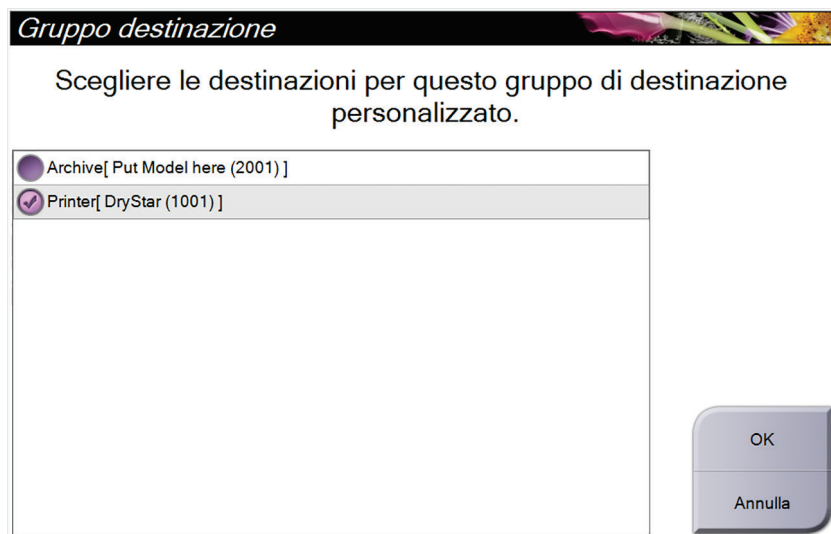 Gruppo destinazione
Scegliere le destinazioni per questo gruppo di destinazione
personalizzato.
Archive[ Put Model here (2001) ]
Printer[ DryStar (1001) ]
OK
Annulla